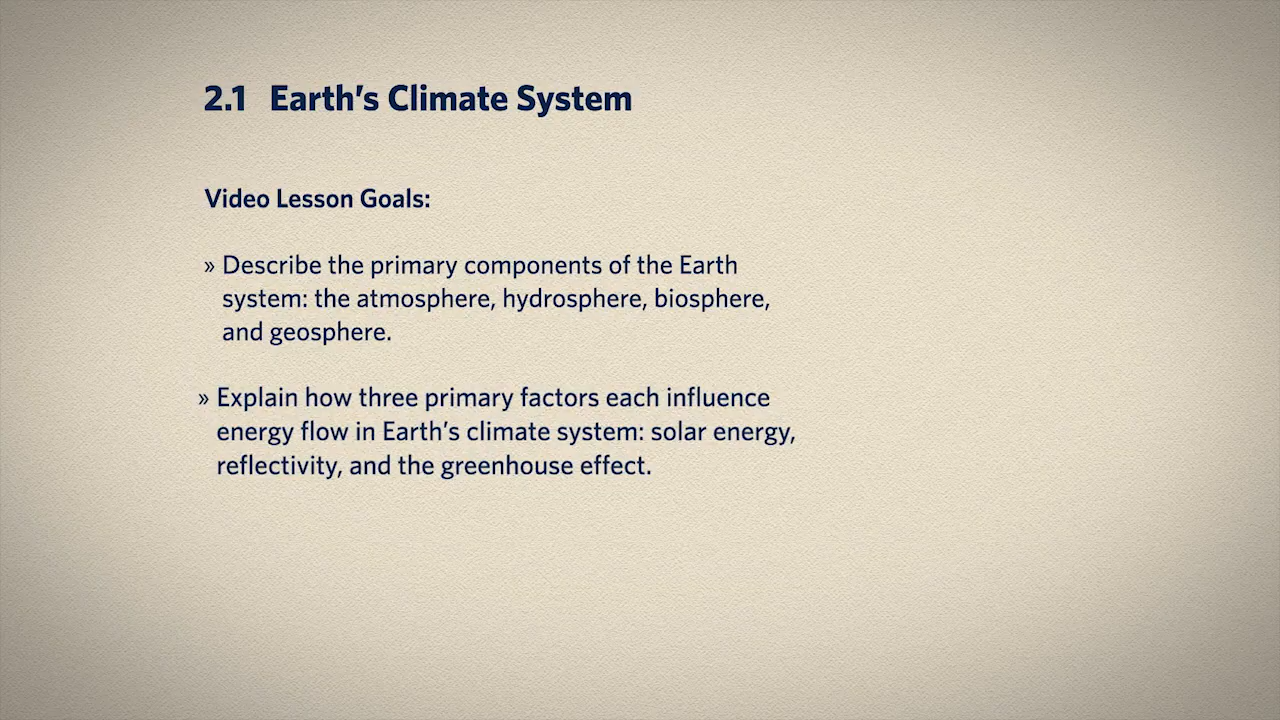 2.1 Earth's Climate System
Video Lesson Goals:
» Describe the primary components of the Earth
system: the atmosphere, hydrosphere, biosphere,
and geosphere.
» Explain how three primary factors each influence
energy flow in Earth's climate system: solar energy,
reflectivity, and the greenhouse effect.